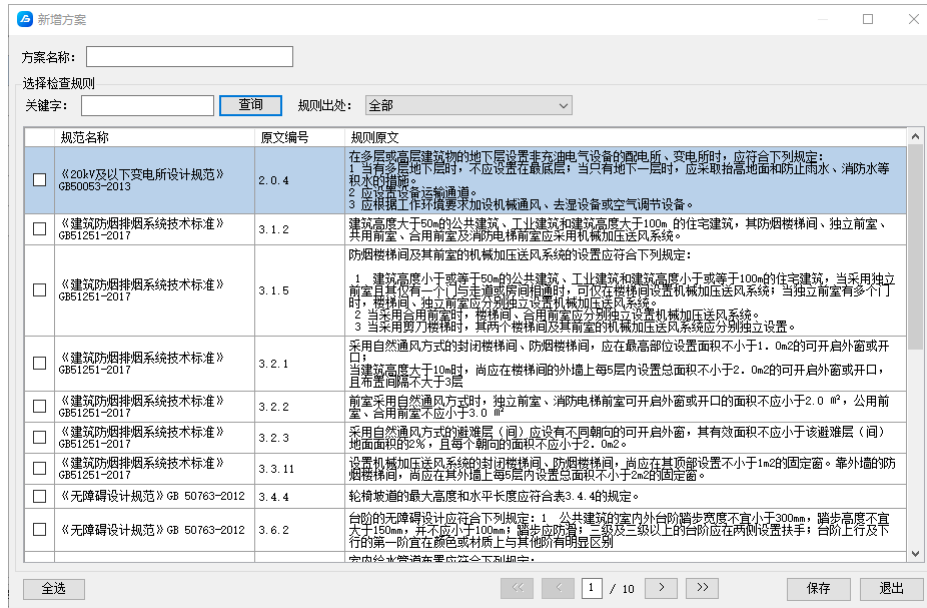 新增方案
方案名称：
选择检查规则
关键字： 查询 规则出处： 全部
规范名称 原文编号 规则原文
《20kV及以下变电所设计规范》
GB50053-2013
2.0.4
在多层或高层建筑物的地下层设置非充油电气设备的配电所、变电所时，应符合下列规定：
1 当有多层地下层时，不应设置在最底层；当只有地下一层时，应采取抬高地面和防止雨水、消防水等
积水的措施。
2 应设置设备运输通道。
3 应根据工作环境要求加设机械通风、去湿设备或空气调节设备。
《建筑防烟排烟系统技术标准》
GB51251-2017
3.1.2
建筑高度大于50m的公共建筑、工业建筑和建筑高度大于100m 的住宅建筑，其防烟楼梯间、独立前室、
共用前室、合用前室及消防电梯前室应采用机械加压送风系统。
《建筑防烟排烟系统技术标准》
GB51251-2017
3.1.5
防烟楼梯间及其前室的机械加压送风系统的设置应符合下列规定：
1 建筑高度小于或等于50m的公共建筑、工业建筑和建筑高度小于或等于100m的住宅建筑，当采用独立
前室且其仅有一个门与走道或房间相通时，可仅在楼梯间设置机械加压送风系统；当独立前室有多个门
时，楼梯间、独立前室应分别独立设置机械加压送风系统。
2 当采用合用前室时，楼梯间、合用前室应分别独立设置机械加压送风系统。
3 当采用剪刀楼梯时，其两个楼梯间及其前室的机械加压送风系统应分别独立设置。
《建筑防烟排烟系统技术标准》
GB51251-2017
3.2.1
采用自然通风方式的封闭楼梯间、防烟楼梯间，应在最高部位设置面积不小于1. 0m2的可开启外窗或开
口；
当建筑高度大于10m时，尚应在楼梯间的外墙上每5层内设置总面积不小于2. 0m2的可开启外窗或开口，
且布置间隔不大于3层
《建筑防烟排烟系统技术标准》
GB51251-2017
3.2.2
前室采用自然通风方式时，独立前室、消防电梯前室可开启外窗或开口的面积不应小于2.0 ㎡，公用前
室、合用前室不应小于3.0 ㎡
《建筑防烟排烟系统技术标准》
GB51251-2017
3.2.3
采用自然通风方式的避难层（间）应设有不同朝向的可开启外窗，其有效面积不应小于该避难层（间）
地面面积的2%，且每个朝向的面积不应小于2. 0m2。
《建筑防烟排烟系统技术标准》
GB51251-2017
3.3.11
设置机械加压送风系统的封闭楼梯间、防烟楼梯间，尚应在其顶部设置不小于1m2的固定窗。靠外墙的防
烟楼梯间，尚应在其外墙上每5层内设置总面积不小于2m2的固定窗。
《无障碍设计规范》GB 50763-2012 3.4.4 轮椅坡道的最大高度和水平长度应符合表3.4.4的规定。
《无障碍设计规范》GB 50763-2012
3.6.2
台阶的无障碍设计应符合下列规定：1 公共建筑的室内外台阶踏步宽度不宜小于300mm，踏步高度不宜
大于150mm，并不应小于100mm；踏步应防滑；三级及三级以上的台阶应在两侧设置扶手；台阶上行及下
行的第一阶宜在颜色或材质上与其他阶有明显区别
室内给水管道布置应符合下列规定：
全选 << < 1 / 10 > >> 保存 退出